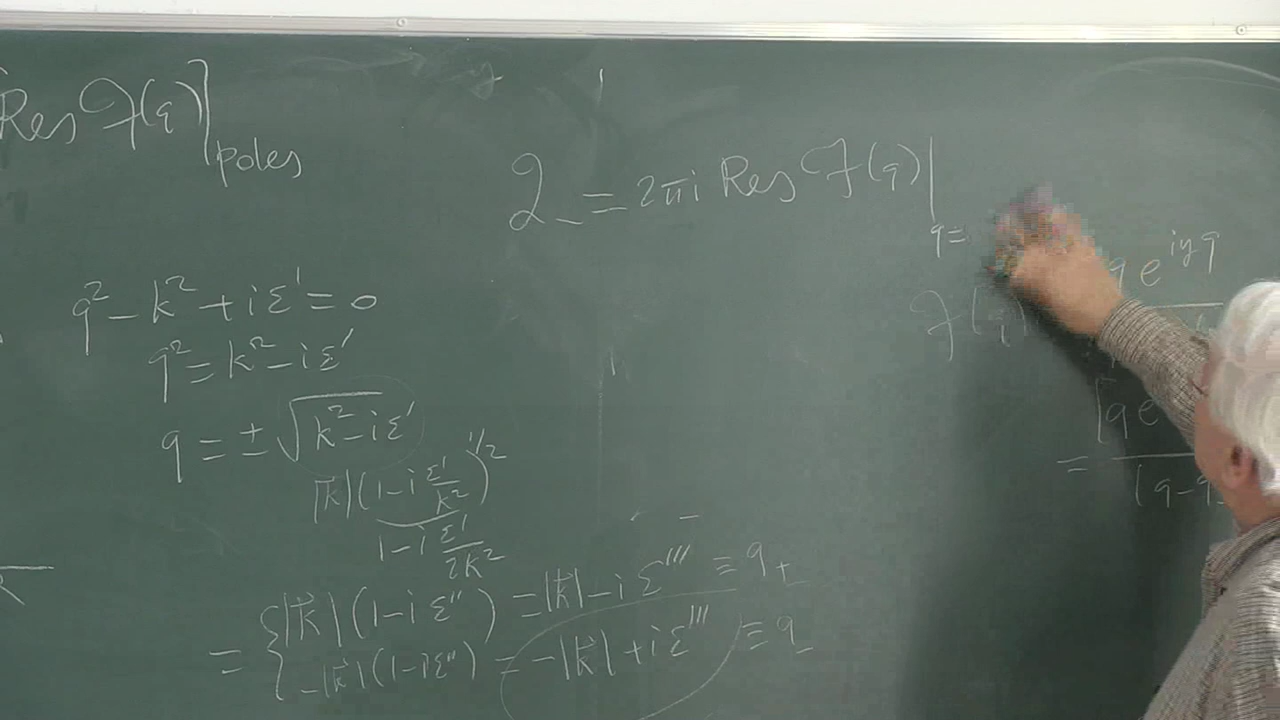 Res F(q)|poles
q² - k² + iε' = 0
q² = k² - iε'
q = ± √(k² - iε')
|k|(1 - i ε'/k²)^1/2
1 - i ε'/2k²
= { |k⃗|(1 - iε'') = |k⃗| - iε''' ≡ q₊
-|k⃗|(1 - iε'') = -|k⃗| + iε''' ≡ q₋
I₋ = 2πi Res F(q)|q=
F(q) q e^iyq
= [q e
(q - q